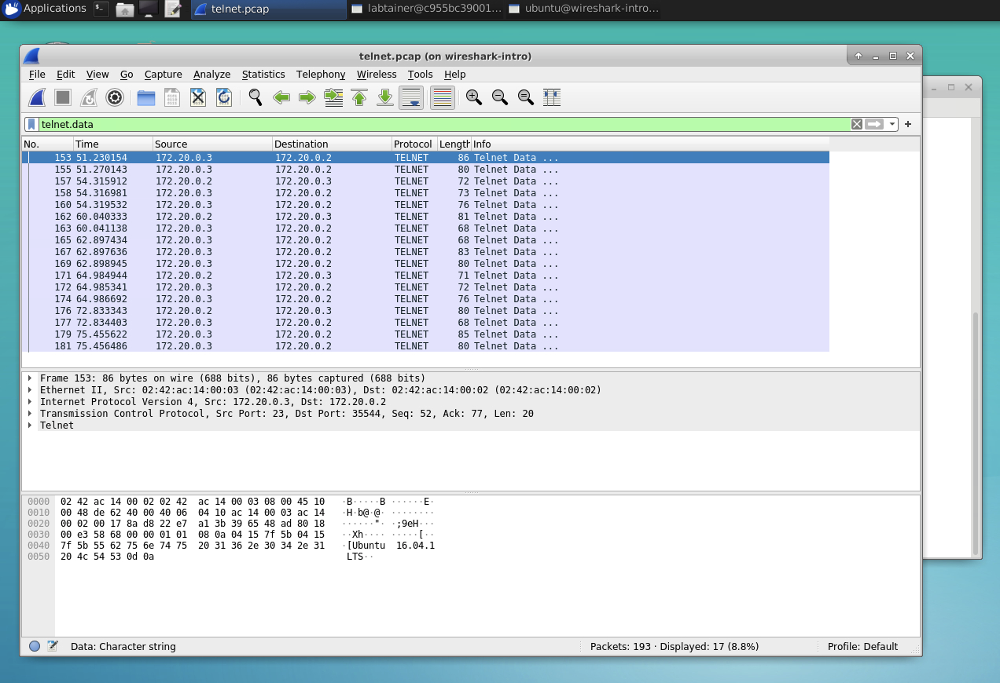 Applications telnet.pcap labtainer@c955bc39001... ubuntu@wireshark-intro...
telnet.pcap (on wireshark-intro)
File Edit View Go Capture Analyze Statistics Telephony Wireless Tools Help
telnet.data
No. Time Source Destination Protocol Length Info
153 51.230154 172.20.0.3 172.20.0.2 TELNET 86 Telnet Data ...
155 51.270143 172.20.0.3 172.20.0.2 TELNET 80 Telnet Data ...
157 54.315912 172.20.0.2 172.20.0.3 TELNET 72 Telnet Data ...
158 54.316981 172.20.0.3 172.20.0.2 TELNET 73 Telnet Data ...
160 54.319532 172.20.0.3 172.20.0.2 TELNET 76 Telnet Data ...
162 60.040333 172.20.0.2 172.20.0.3 TELNET 81 Telnet Data ...
163 60.041138 172.20.0.3 172.20.0.2 TELNET 68 Telnet Data ...
165 62.897434 172.20.0.3 172.20.0.2 TELNET 68 Telnet Data ...
167 62.897636 172.20.0.3 172.20.0.2 TELNET 83 Telnet Data ...
169 62.898945 172.20.0.3 172.20.0.2 TELNET 80 Telnet Data ...
171 64.984944 172.20.0.2 172.20.0.3 TELNET 71 Telnet Data ...
172 64.985341 172.20.0.3 172.20.0.2 TELNET 72 Telnet Data ...
174 64.986692 172.20.0.3 172.20.0.2 TELNET 76 Telnet Data ...
176 72.833343 172.20.0.2 172.20.0.3 TELNET 80 Telnet Data ...
177 72.834403 172.20.0.3 172.20.0.2 TELNET 68 Telnet Data ...
179 75.455622 172.20.0.3 172.20.0.2 TELNET 85 Telnet Data ...
181 75.456486 172.20.0.3 172.20.0.2 TELNET 80 Telnet Data ...
Frame 153: 86 bytes on wire (688 bits), 86 bytes captured (688 bits)
Ethernet II, Src: 02:42:ac:14:00:03 (02:42:ac:14:00:03), Dst: 02:42:ac:14:00:02 (02:42:ac:14:00:02)
Internet Protocol Version 4, Src: 172.20.0.3, Dst: 172.20.0.2
Transmission Control Protocol, Src Port: 23, Dst Port: 35544, Seq: 52, Ack: 77, Len: 20
Telnet
0000 02 42 ac 14 00 02 02 42 ac 14 00 03 08 00 45 10 ·B·····B ······E·
0010 00 48 de 62 40 00 40 06 04 10 ac 14 00 03 ac 14 ·H·b@·@· ········
0020 00 02 00 17 8a d8 22 e7 a1 3b 39 65 48 ad 80 18 ······"· ·;9eH···
0030 00 e3 58 68 00 00 01 01 08 0a 04 15 7f 5b 04 15 ··Xh···· ·····[··
0040 7f 5b 55 62 75 6e 74 75 20 31 36 2e 30 34 2e 31 ·[Ubuntu 16.04.1
0050 20 4c 54 53 0d 0a LTS··
Data: Character string Packets: 193 · Displayed: 17 (8.8%) Profile: Default